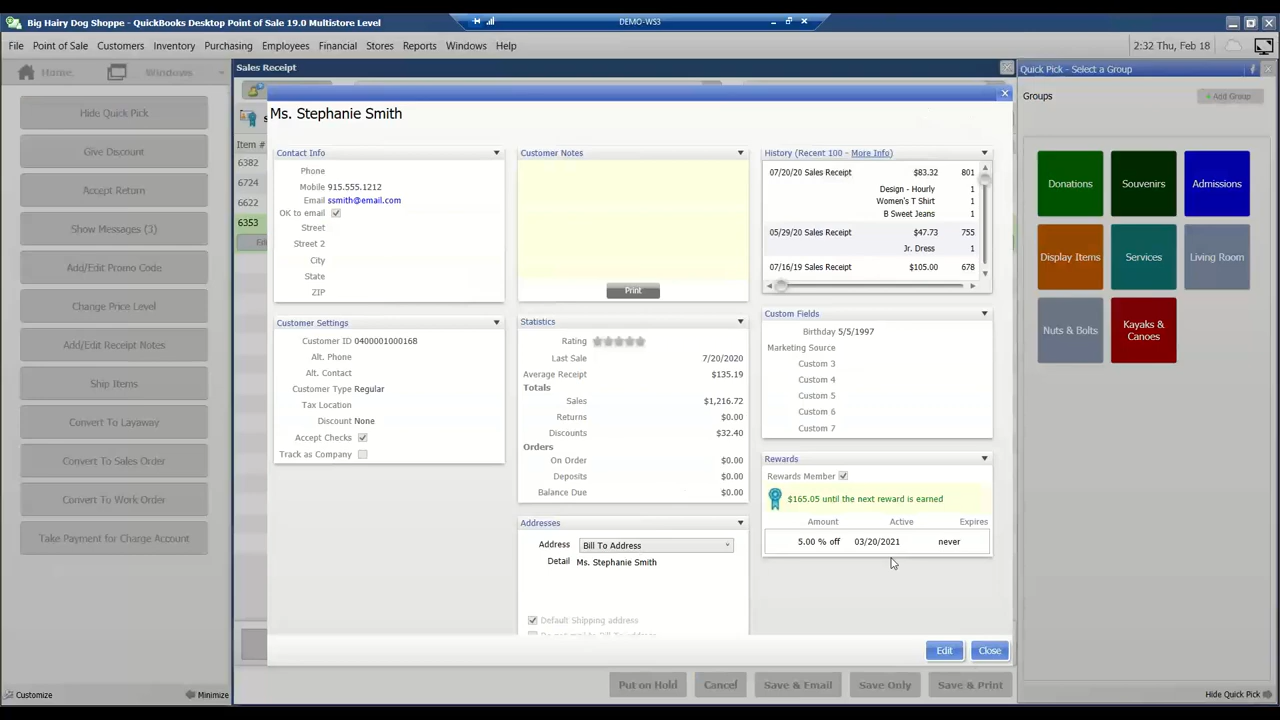 Big Hairy Dog Shoppe - QuickBooks Desktop Point of Sale 19.0 Multistore Level
DEMO-WS3
File Point of Sale Customers Inventory Purchasing Employees Financial Stores Reports Windows Help
2:32 Thu, Feb 18
Home
Windows
Sales Receipt
Quick Pick - Select a Group
Hide Quick Pick
Give Discount
Accept Return
Show Messages (3)
Add/Edit Promo Code
Change Price Level
Add/Edit Receipt Notes
Ship Items
Convert To Layaway
Convert To Sales Order
Convert To Work Order
Take Payment for Charge Account
Customize
Minimize
Item #
6382
6724
6622
6353
Ms. Stephanie Smith
Contact Info
Phone
Mobile 915.555.1212
Email ssmith@email.com
OK to email
Street
Street 2
City
State
ZIP
Customer Settings
Customer ID 0400001000168
Alt. Phone
Alt. Contact
Customer Type Regular
Tax Location
Discount None
Accept Checks
Track as Company
Customer Notes
Print
Statistics
Rating
Last Sale 7/20/2020
Average Receipt $135.19
Totals
Sales $1,216.72
Returns $0.00
Discounts $32.40
Orders
On Order $0.00
Deposits $0.00
Balance Due $0.00
Addresses
Address Bill To Address
Detail Ms. Stephanie Smith
Default Shipping address
History (Recent 100 - More Info)
07/20/20 Sales Receipt $83.32 801
Design - Hourly 1
Women's T Shirt 1
B Sweet Jeans 1
05/29/20 Sales Receipt $47.73 755
Jr. Dress 1
07/16/19 Sales Receipt $105.00 678
Custom Fields
Birthday 5/5/1997
Marketing Source
Custom 3
Custom 4
Custom 5
Custom 6
Custom 7
Rewards
Rewards Member
$165.05 until the next reward is earned
Amount Active Expires
5.00 % off 03/20/2021 never
Edit
Close
Put on Hold
Cancel
Save & Email
Save Only
Save & Print
Groups
+ Add Group
Donations
Souvenirs
Admissions
Display Items
Services
Living Room
Nuts & Bolts
Kayaks &
Canoes
Hide Quick Pick